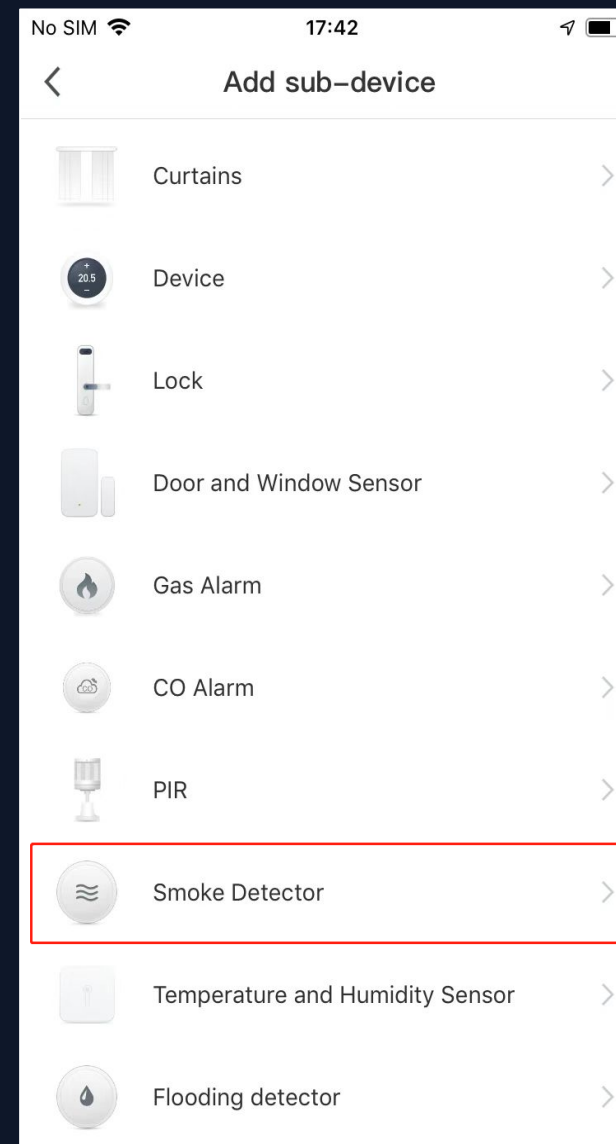 No SIM 17:42
Add sub-device
Curtains
20.5
Device
Lock
Door and Window Sensor
Gas Alarm
CO Alarm
PIR
Smoke Detector
Temperature and Humidity Sensor
Flooding detector